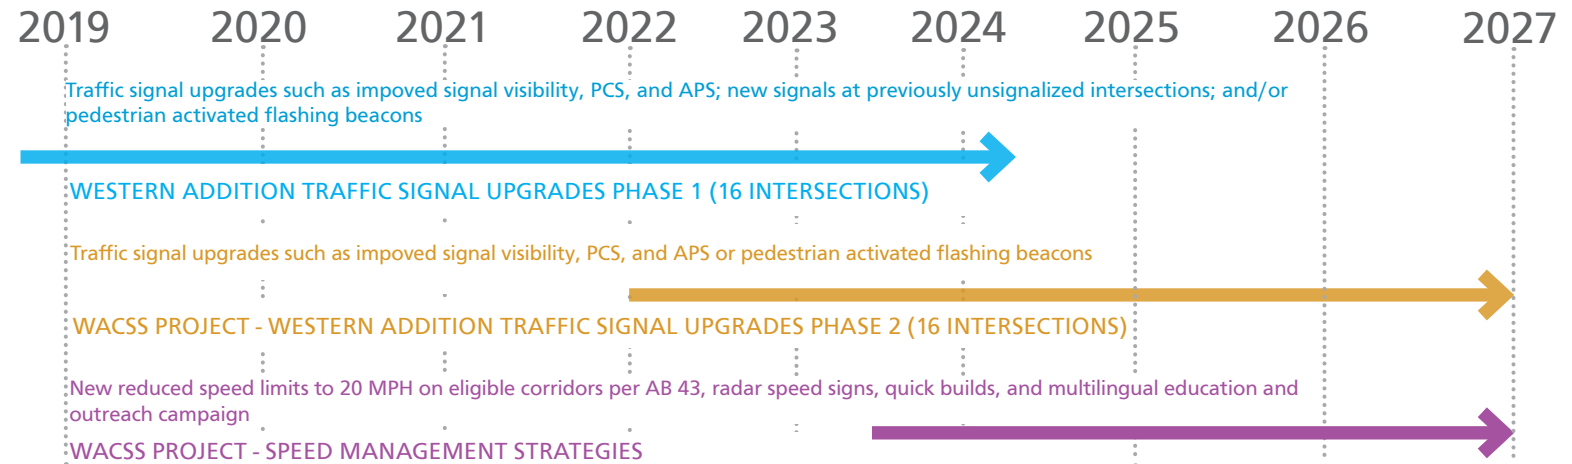 2019 2020 2021 2022 2023 2024 2025 2026 2027
Traffic signal upgrades such as impoved signal visibility, PCS, and APS; new signals at previously unsignalized intersections; and/or
pedestrian activated flashing beacons
WESTERN ADDITION TRAFFIC SIGNAL UPGRADES PHASE 1 (16 INTERSECTIONS)
Traffic signal upgrades such as impoved signal visibility, PCS, and APS or pedestrian activated flashing beacons
WACSS PROJECT - WESTERN ADDITION TRAFFIC SIGNAL UPGRADES PHASE 2 (16 INTERSECTIONS)
New reduced speed limits to 20 MPH on eligible corridors per AB 43, radar speed signs, quick builds, and multilingual education and
outreach campaign
WACSS PROJECT - SPEED MANAGEMENT STRATEGIES